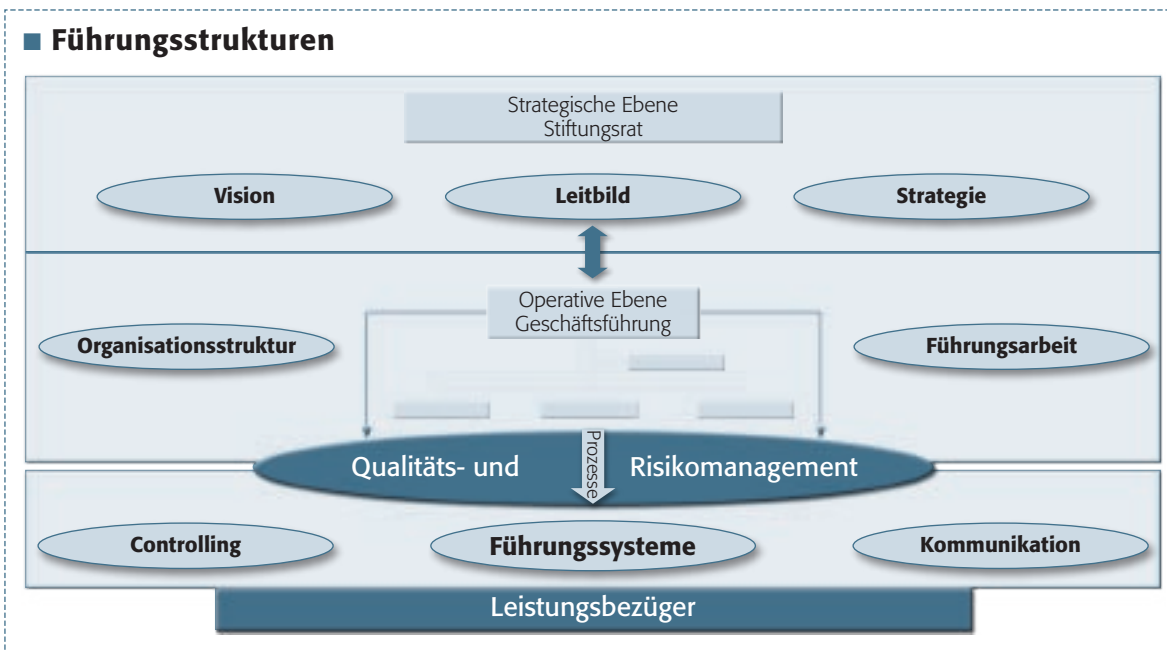 Führungsstrukturen
Strategische Ebene
Stiftungsrat
Vision
Leitbild
Strategie
Operative Ebene
Geschäftsführung
Organisationsstruktur
Führungsarbeit
Qualitäts- und
Prozesse
Risikomanagement
Controlling
Führungssysteme
Kommunikation
Leistungsbezüger